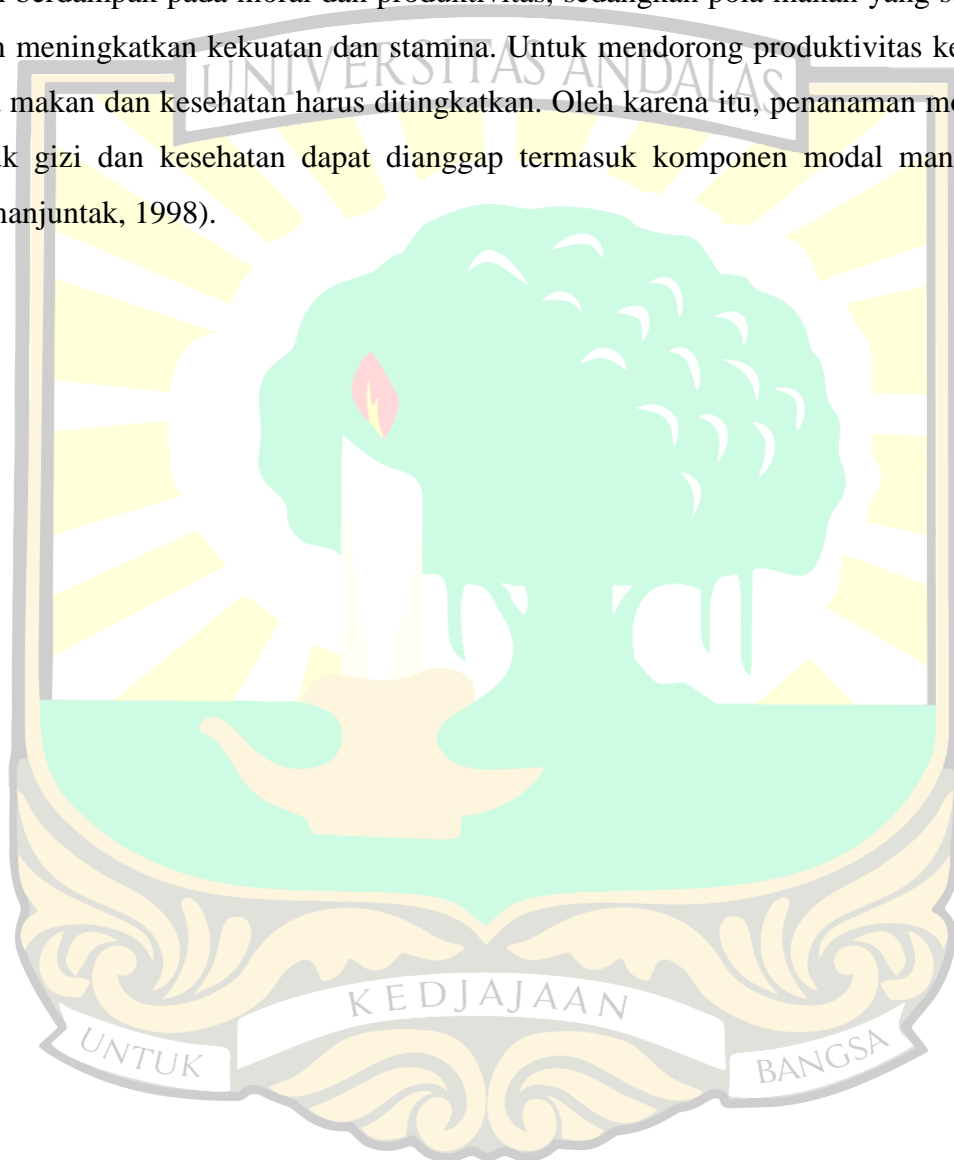 berdampak pada moral dan produktivitas, sedangkan pola makan yang
meningkatkan kekuatan dan stamina. Untuk mendorong produktivitas
UNIVERSITAS ANDALAS
makan dan kesehatan harus ditingkatkan. Oleh karena itu, penanaman
gizi dan kesehatan dapat dianggap termasuk komponen modal
1998).
KEDJAJAAN
UNTUK
BANGSA